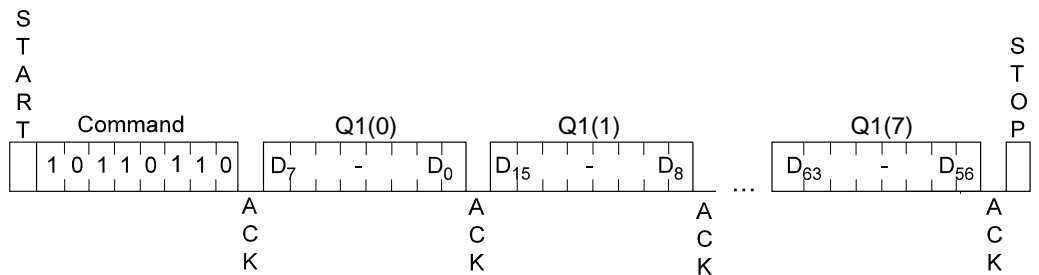 START
STOP
Command Q1(0) Q1(1) Q1(7)
1 0 1 1 0 1 1 0 D7 - D0 D15 - D8 ... D63 - D56
ACK ACK ACK ACK